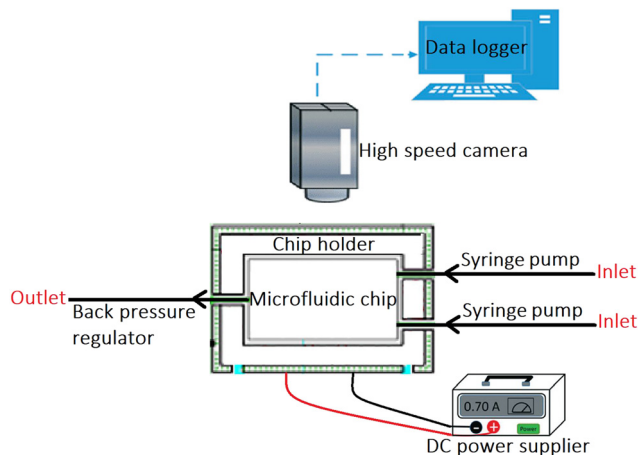 Data logger
High speed camera
Chip holder
Syringe pump
Inlet
Outlet
Microfluidic chip
Back pressure
regulator
Syringe pump
Inlet
0.70 A
Power
DC power supplier